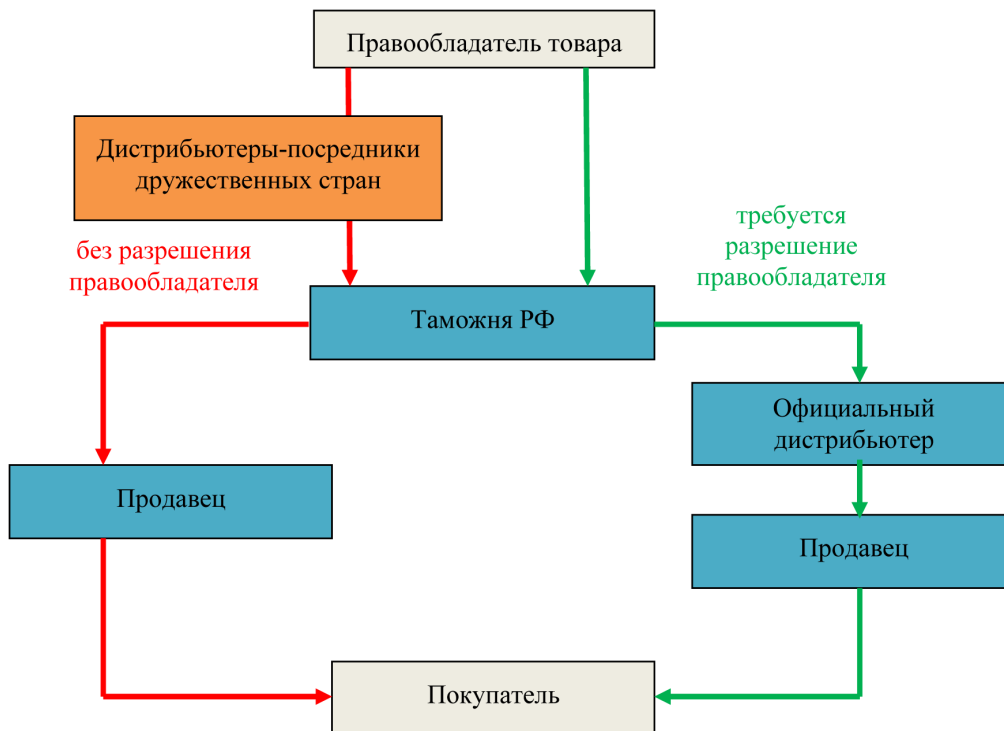 Правообладатель товара
Дистрибьютеры-посредники
дружественных стран
без разрешения
правообладателя
требуется
разрешение
правообладателя
Таможня РФ
Официальный
дистрибьютер
Продавец
Продавец
Покупатель